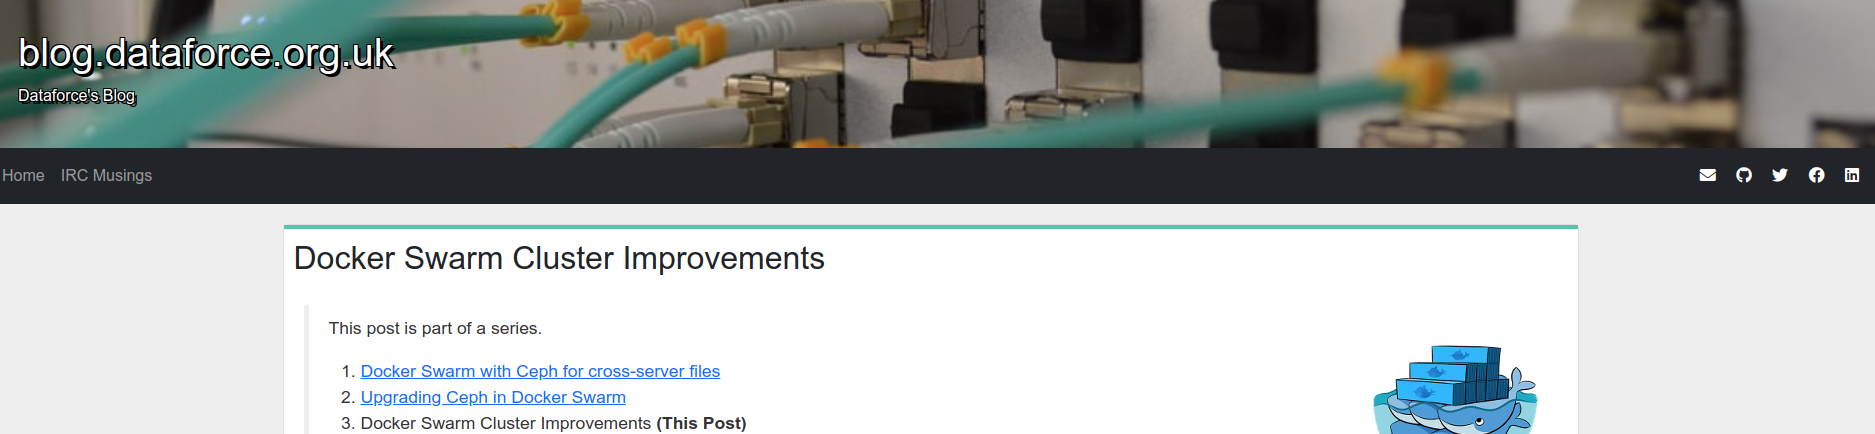 blog.dataforce.org.uk
Dataforce's Blog
Home IRC Musings
Docker Swarm Cluster Improvements
This post is part of a series.
1. Docker Swarm with Ceph for cross-server files
2. Upgrading Ceph in Docker Swarm
3. Docker Swarm Cluster Improvements (This Post)